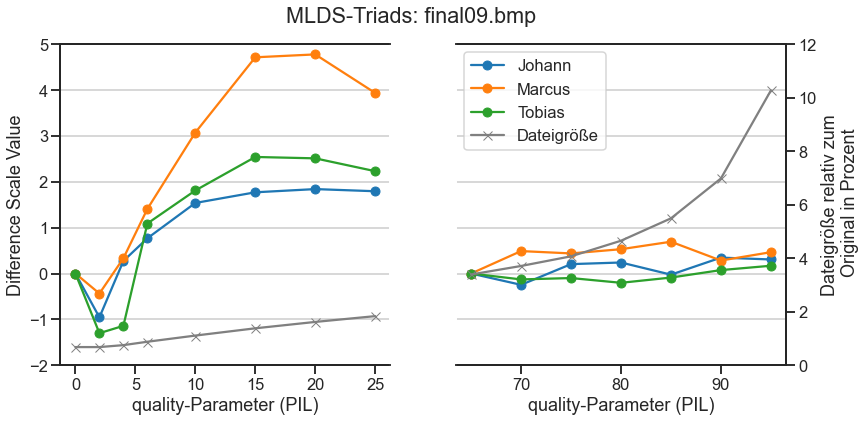 MLDS-Triads: final09.bmp
Difference Scale Value
5
4
3
2
1
0
−1
−2
0 5 10 15 20 25
quality-Parameter (PIL)
Johann
Marcus
Tobias
Dateigröße
70 80 90
quality-Parameter (PIL)
12
10
8
6
4
2
0
Dateigröße relativ zum
Original in Prozent